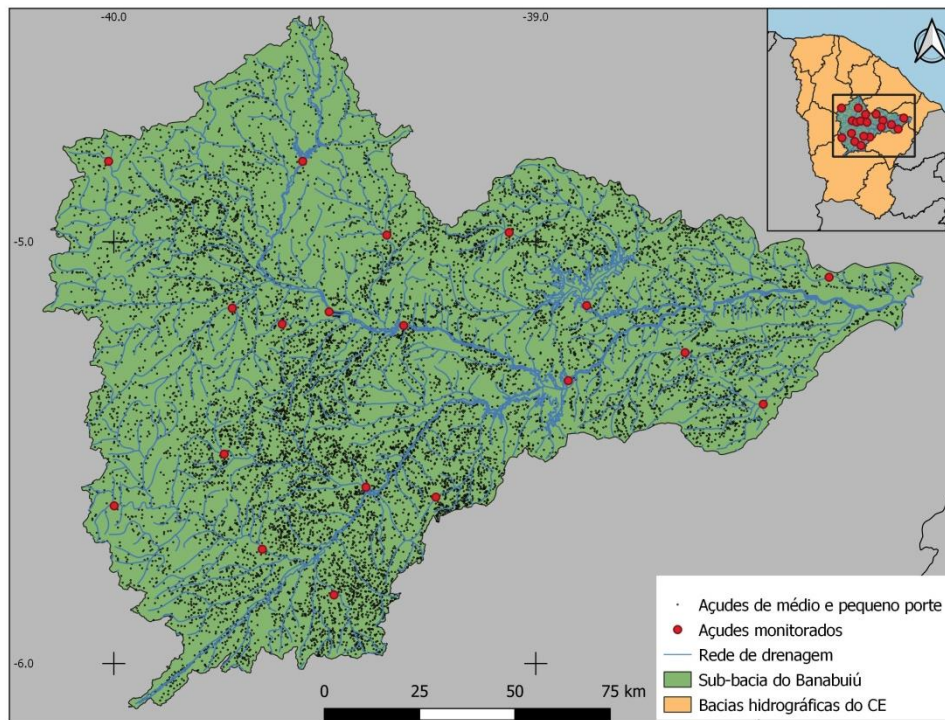 -40.0
-39.0
-5.0
-6.0
Açudes de médio e pequeno porte
Açudes monitorados
Rede de drenagem
Sub-bacia do Banabuiú
Bacias hidrográficas do CE
0 25 50 75 km